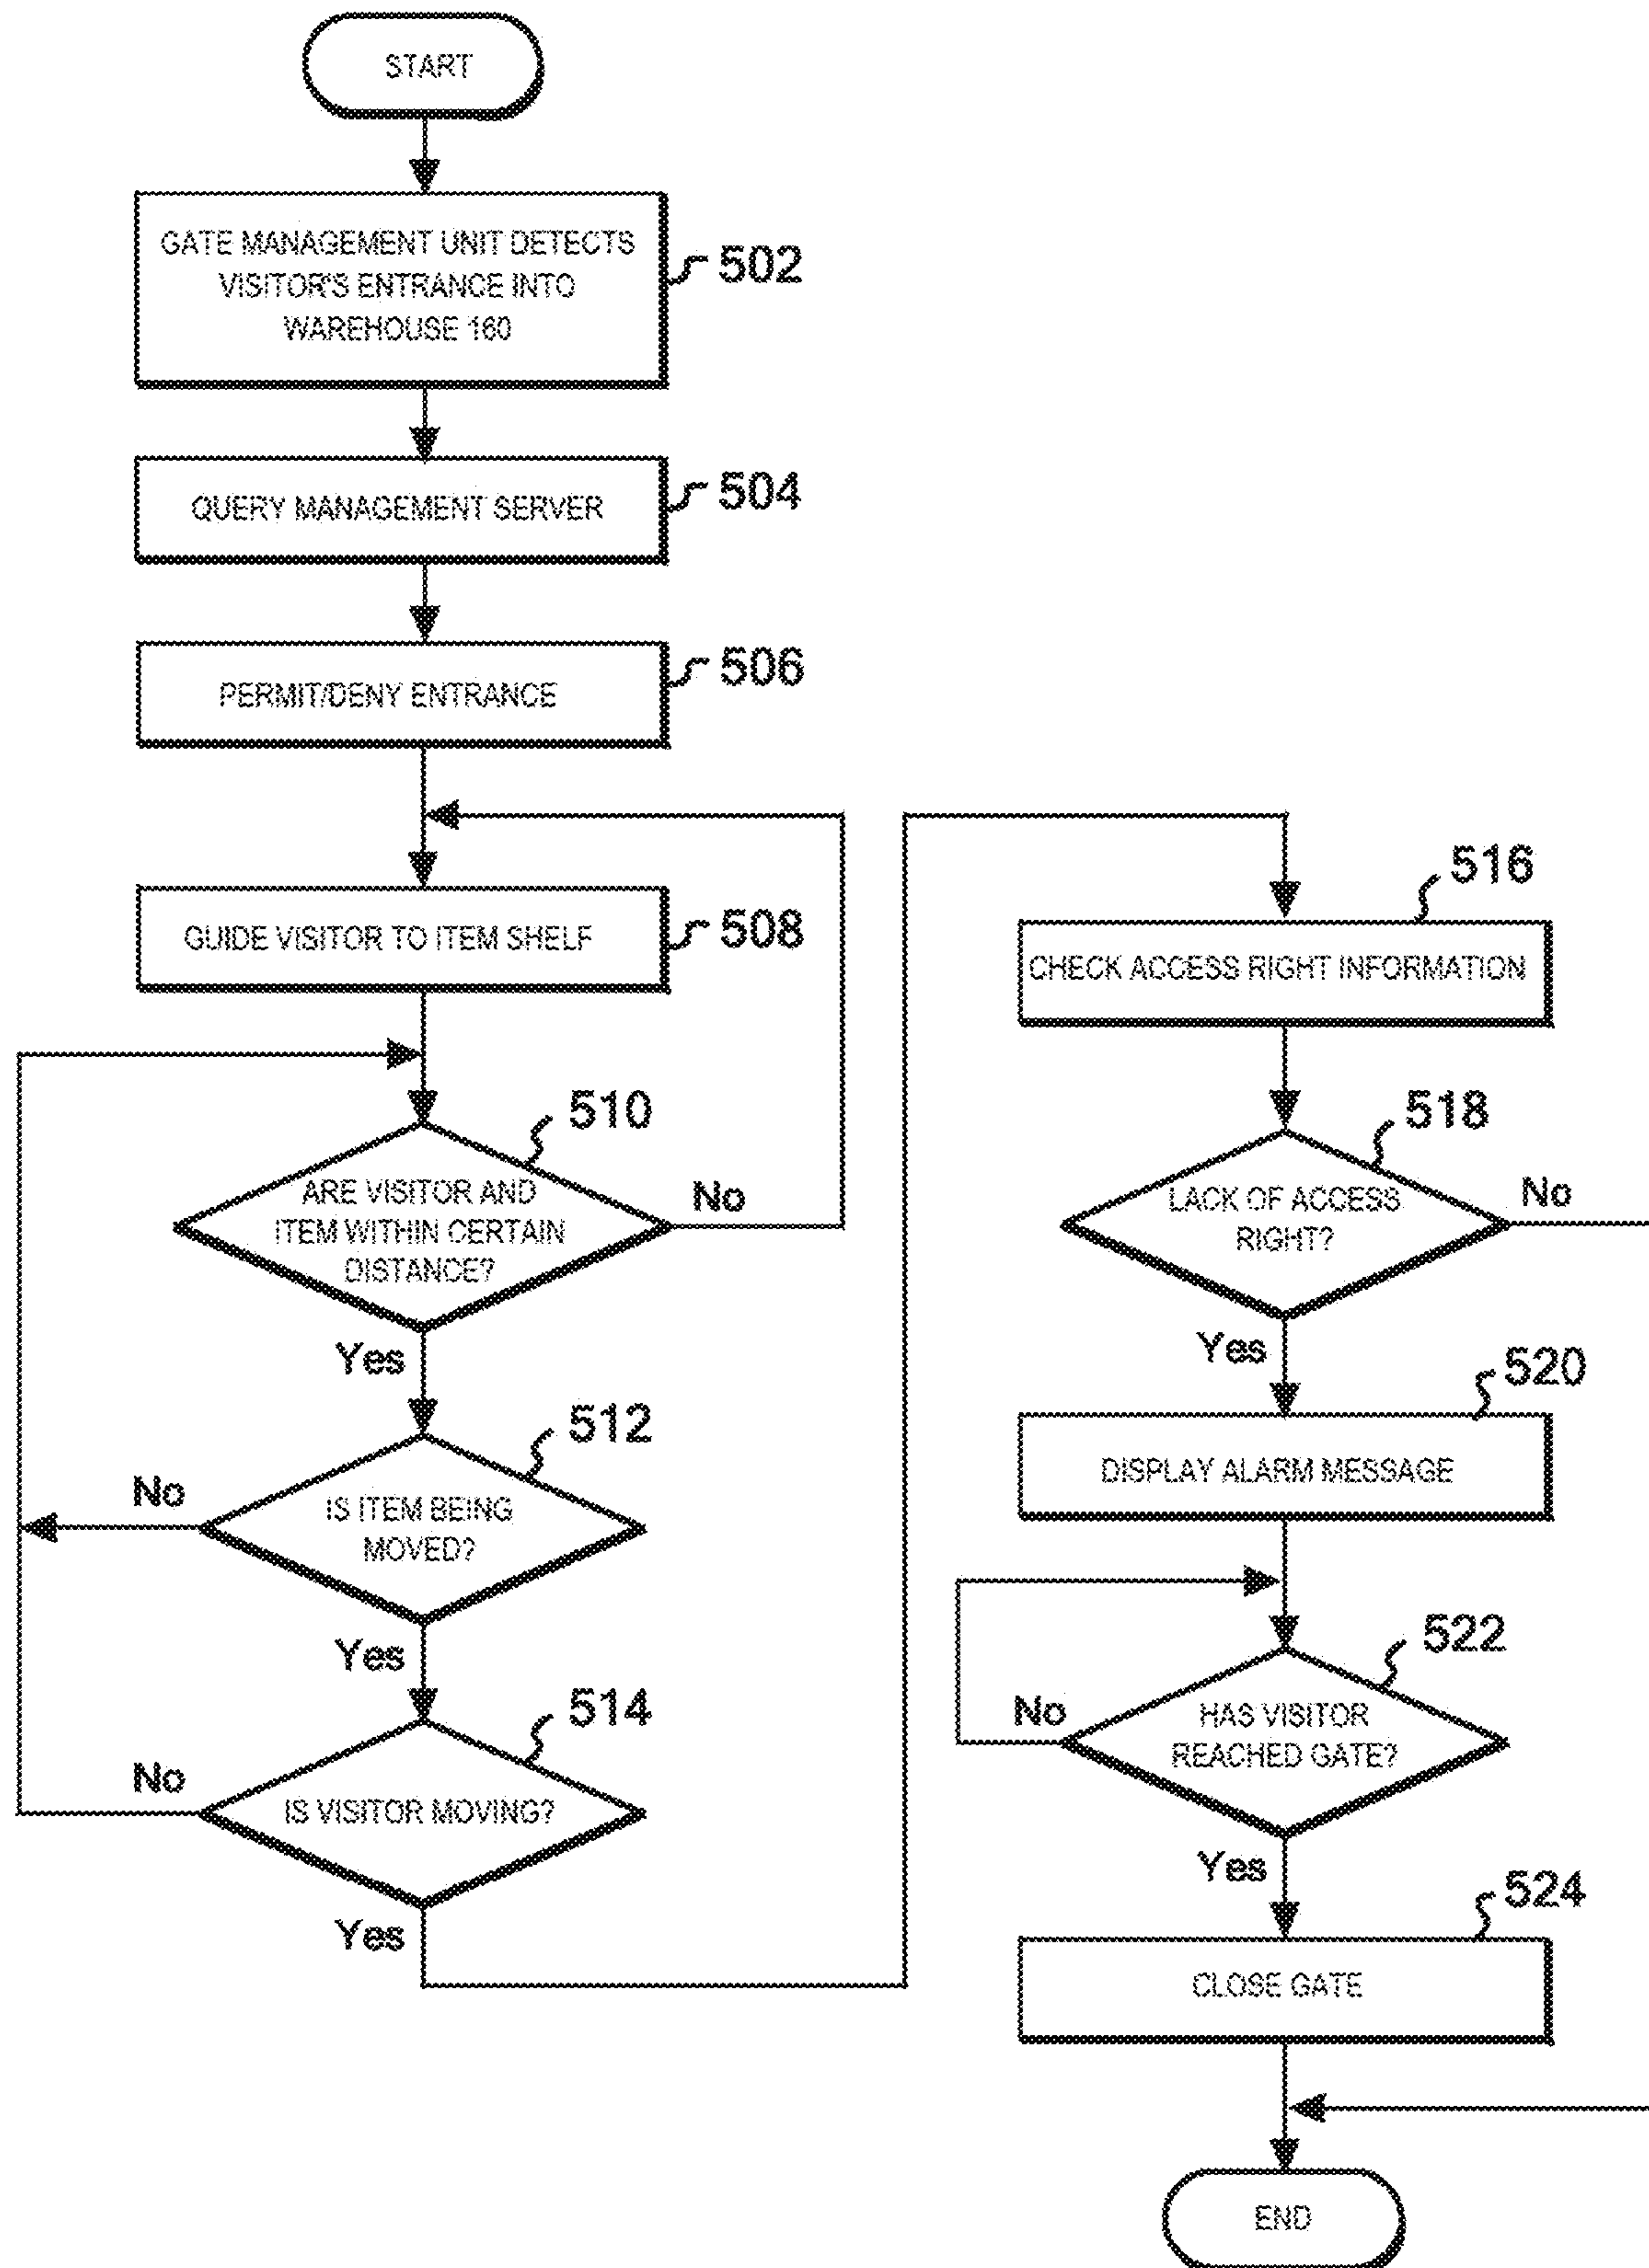 START
GATE MANAGEMENT UNIT DETECTS
VISITOR'S ENTRANCE INTO
WAREHOUSE 160
502
QUERY MANAGEMENT SERVER
504
PERMIT/DENY ENTRANCE
506
GUIDE VISITOR TO ITEM SHELF
508
510
ARE VISITOR AND
ITEM WITHIN CERTAIN
DISTANCE?
No
Yes
512
IS ITEM BEING
MOVED?
No
Yes
514
IS VISITOR MOVING?
No
Yes
516
CHECK ACCESS RIGHT INFORMATION
518
LACK OF ACCESS
RIGHT?
No
Yes
520
DISPLAY ALARM MESSAGE
522
HAS VISITOR
REACHED GATE?
No
Yes
524
CLOSE GATE
END